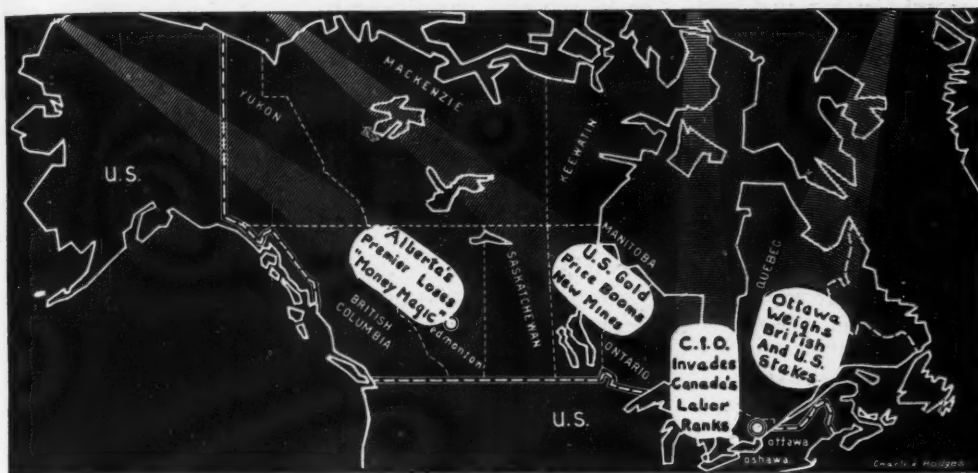 U.S.
YUKON
MACKENZIE
KEEWATIN
Alberta's
Premier Loses
"Money Magic"
BRITISH
COLUMBIA
Edmonton
SASKATCHEWAN
MANITOBA
U.S. Gold
Price Booms
New Mines
ONTARIO
C.I.O.
Invades
Canada's
Labor
Ranks
QUEBEC
Ottawa
Weighs
British
And U.S.
Stakes
U.S.
ottawa
oshawa
Charles Hodges